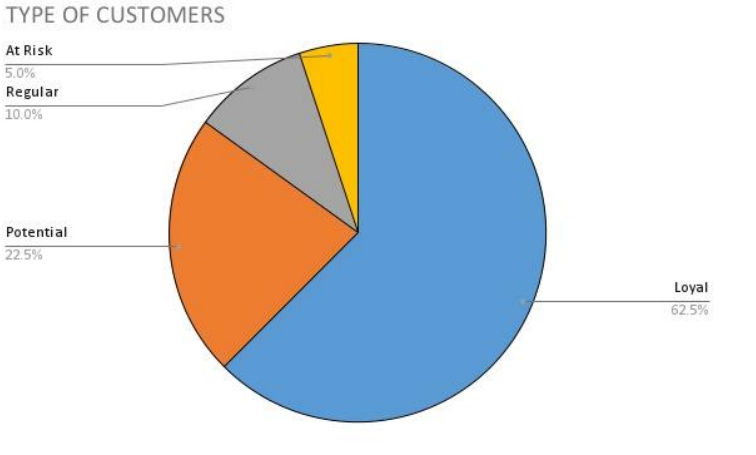 TYPE OF CUSTOMERS
At Risk
5.0%
Regular
10.0%
Potential
22.5%
Loyal
62.5%